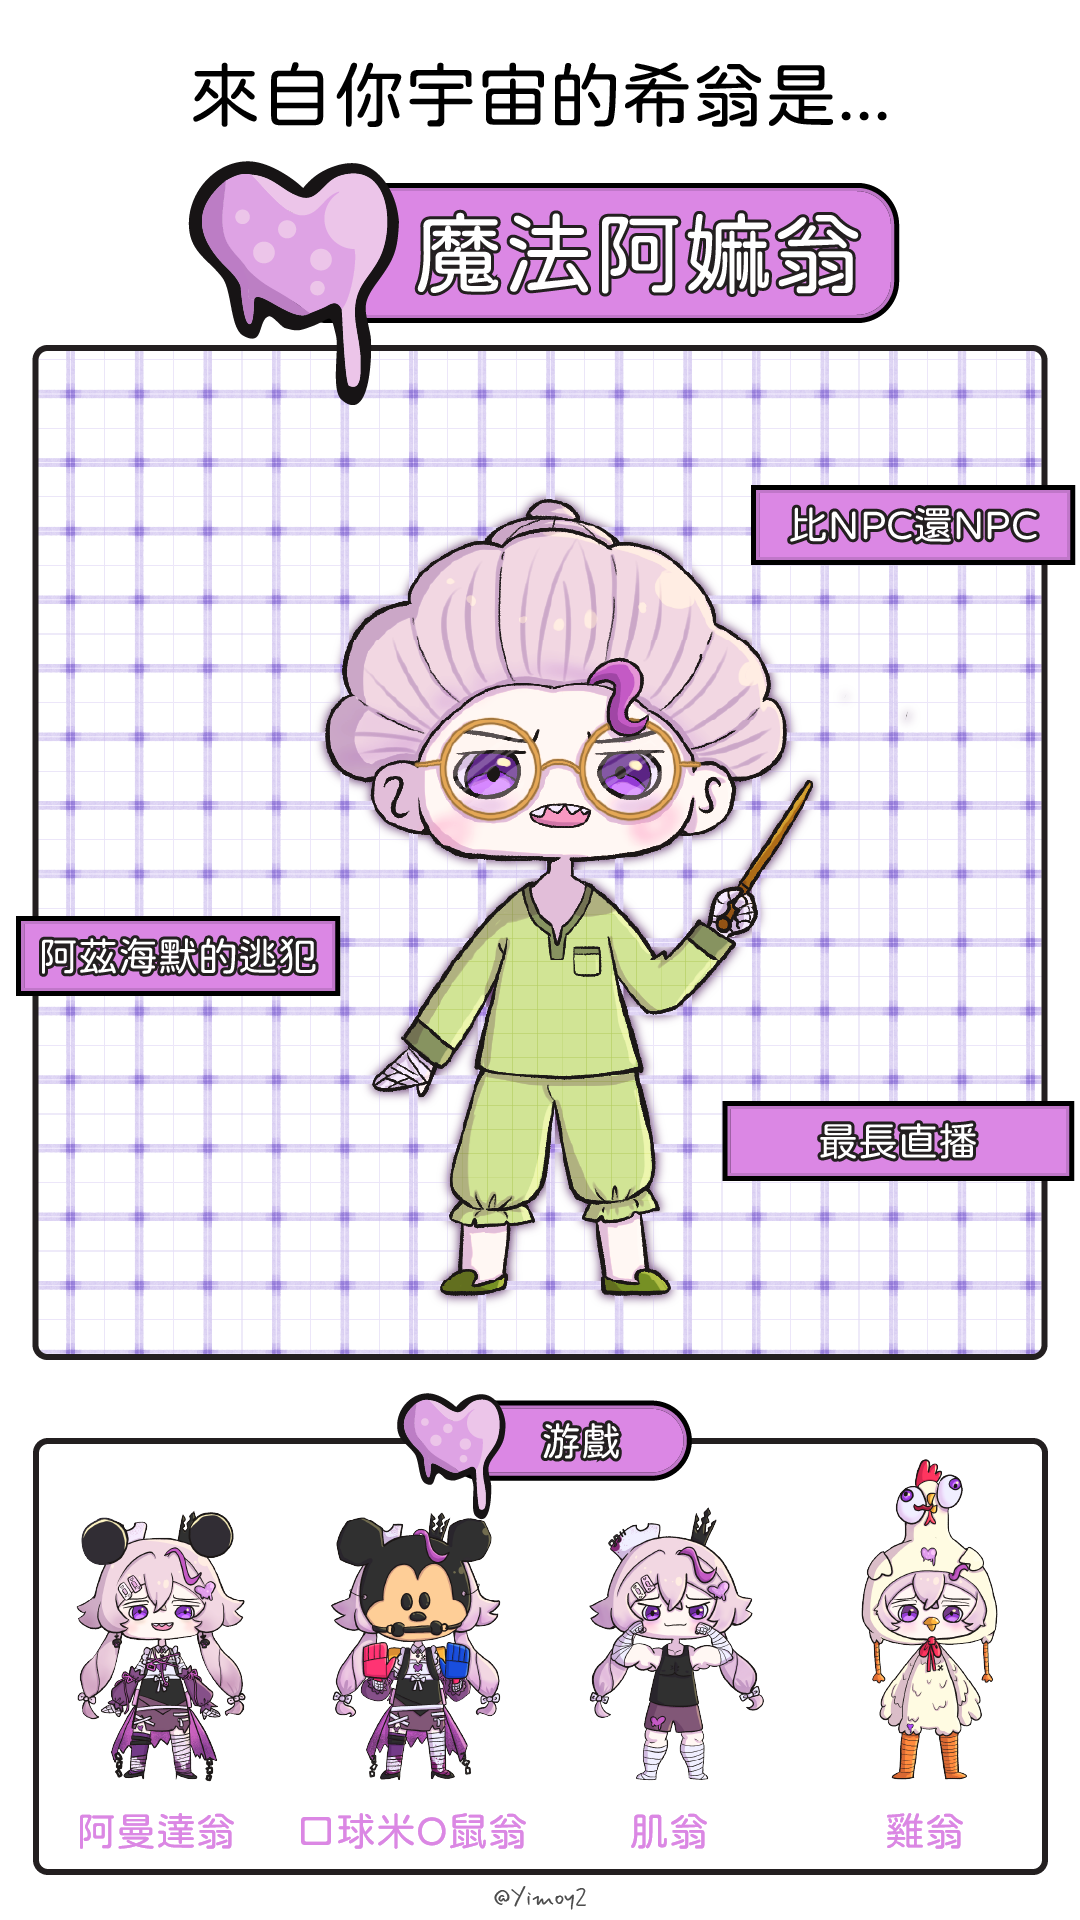 來自你宇宙的希翁是...
魔法阿嬤翁
比NPC還NPC
阿茲海默的逃犯
最長直播
游戲
阿曼達翁
口球米O鼠翁
肌翁
雞翁
@Yimoy2